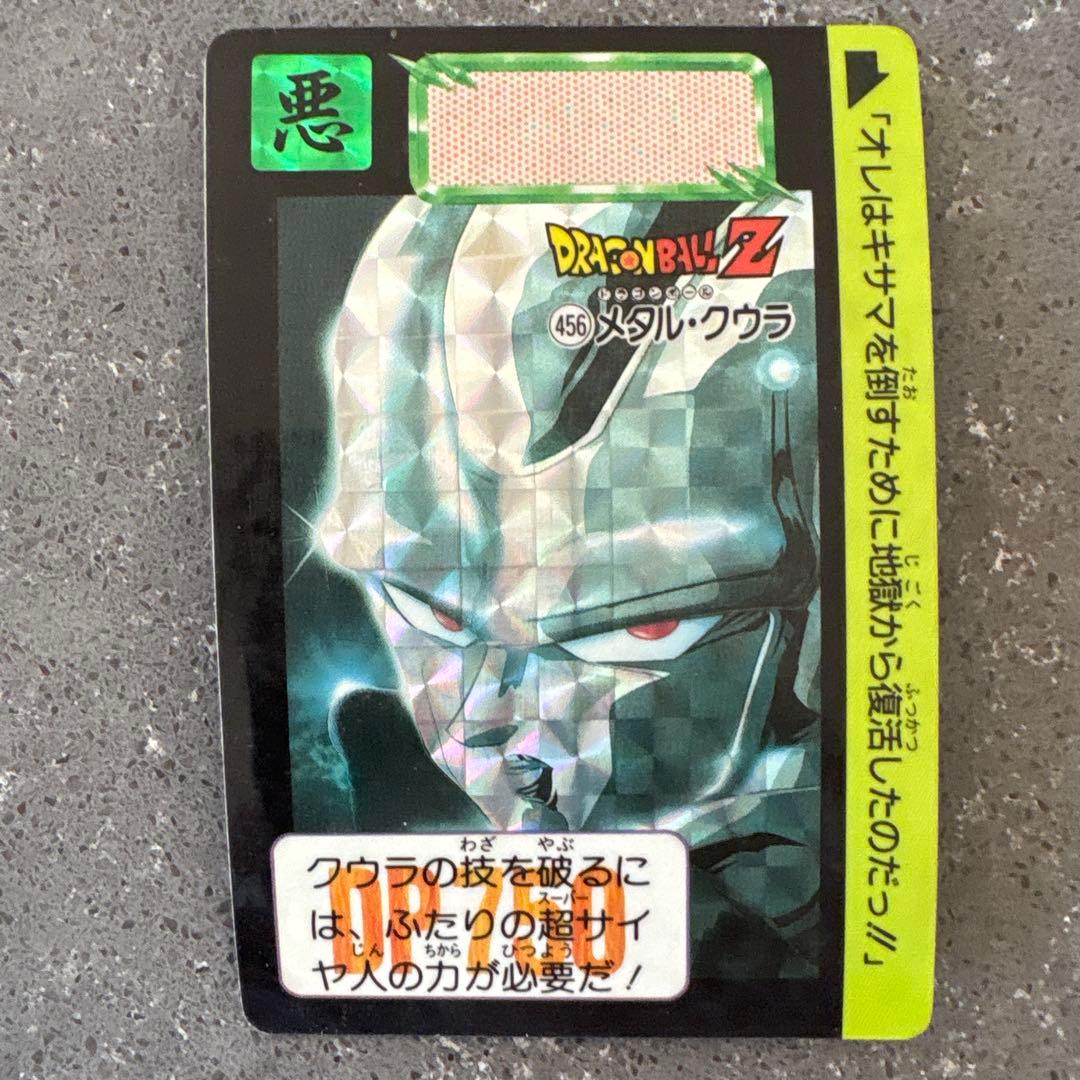 悪
DRAGON BALL Z
ドラゴンボール
456 メタル・クウラ
「オレはキサマを倒すために地獄から復活したのだっ!!」
たお
じごく
ふっかつ
わざ やぶ
クウラの技を破るに
スーパー
は、ふたりの超サイ
じん ちから ひつよう
ヤ人の力が必要だ!